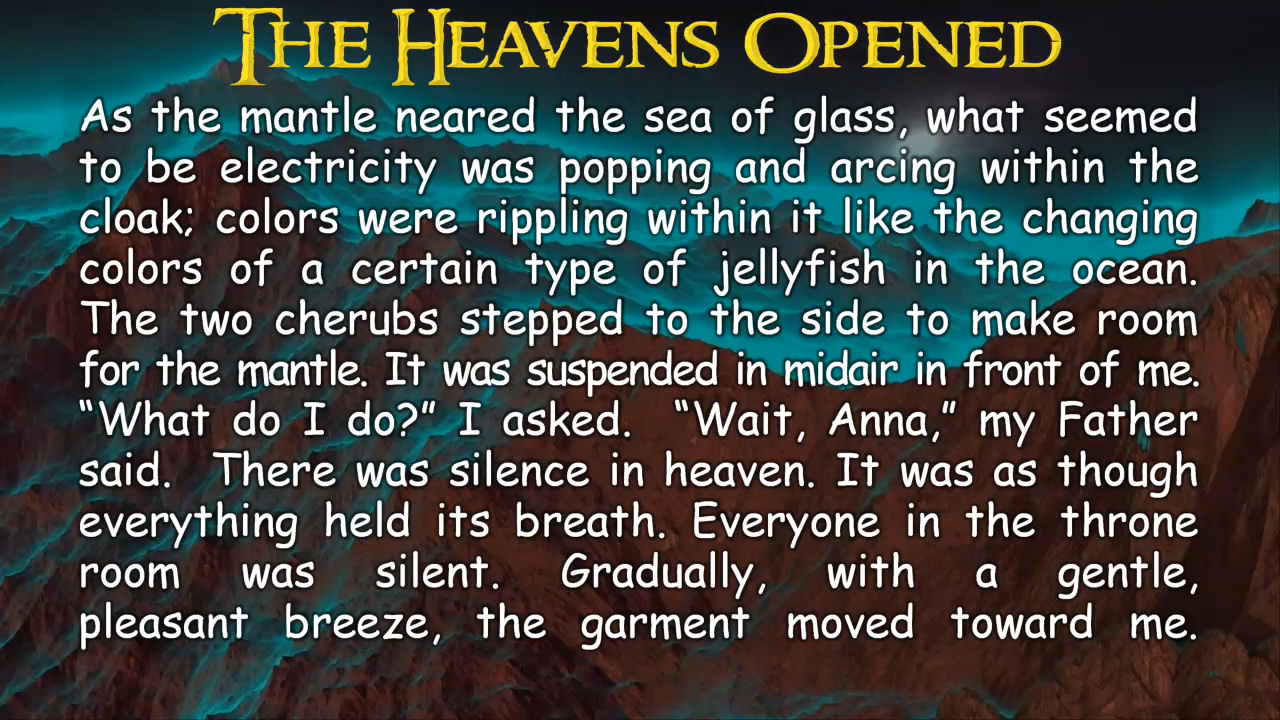 THE HEAVENS OPENED
As the mantle neared the sea of glass, what seemed
to be electricity was popping and arcing within the
cloak; colors were rippling within it like the changing
colors of a certain type of jellyfish in the ocean.
The two cherubs stepped to the side to make room
for the mantle. It was suspended in midair in front of me.
“What do I do?” I asked.  “Wait, Anna,” my Father
said.  There was silence in heaven. It was as though
everything held its breath. Everyone in the throne
room was silent. Gradually, with a gentle,
pleasant breeze, the garment moved toward me.